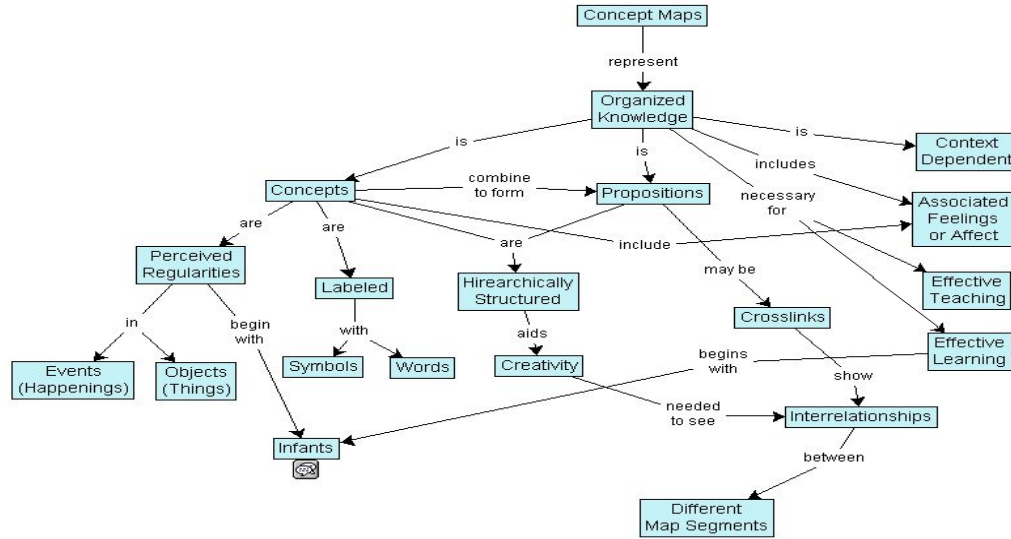 Concept Maps
represent
Organized
Knowledge
is
is
is
Context
Dependent
includes
Concepts
combine
to form
Propositions
necessary
for
Associated
Feelings
or Affect
are
are
are
include
Perceived
Regularities
Labeled
Hirearchically
Structured
may be
Effective
Teaching
Crosslinks
in
begin
with
with
aids
begins
with
Effective
Learning
Events
(Happenings)
Objects
(Things)
Symbols
Words
Creativity
show
needed
to see
Interrelationships
Infants
between
Different
Map Segments